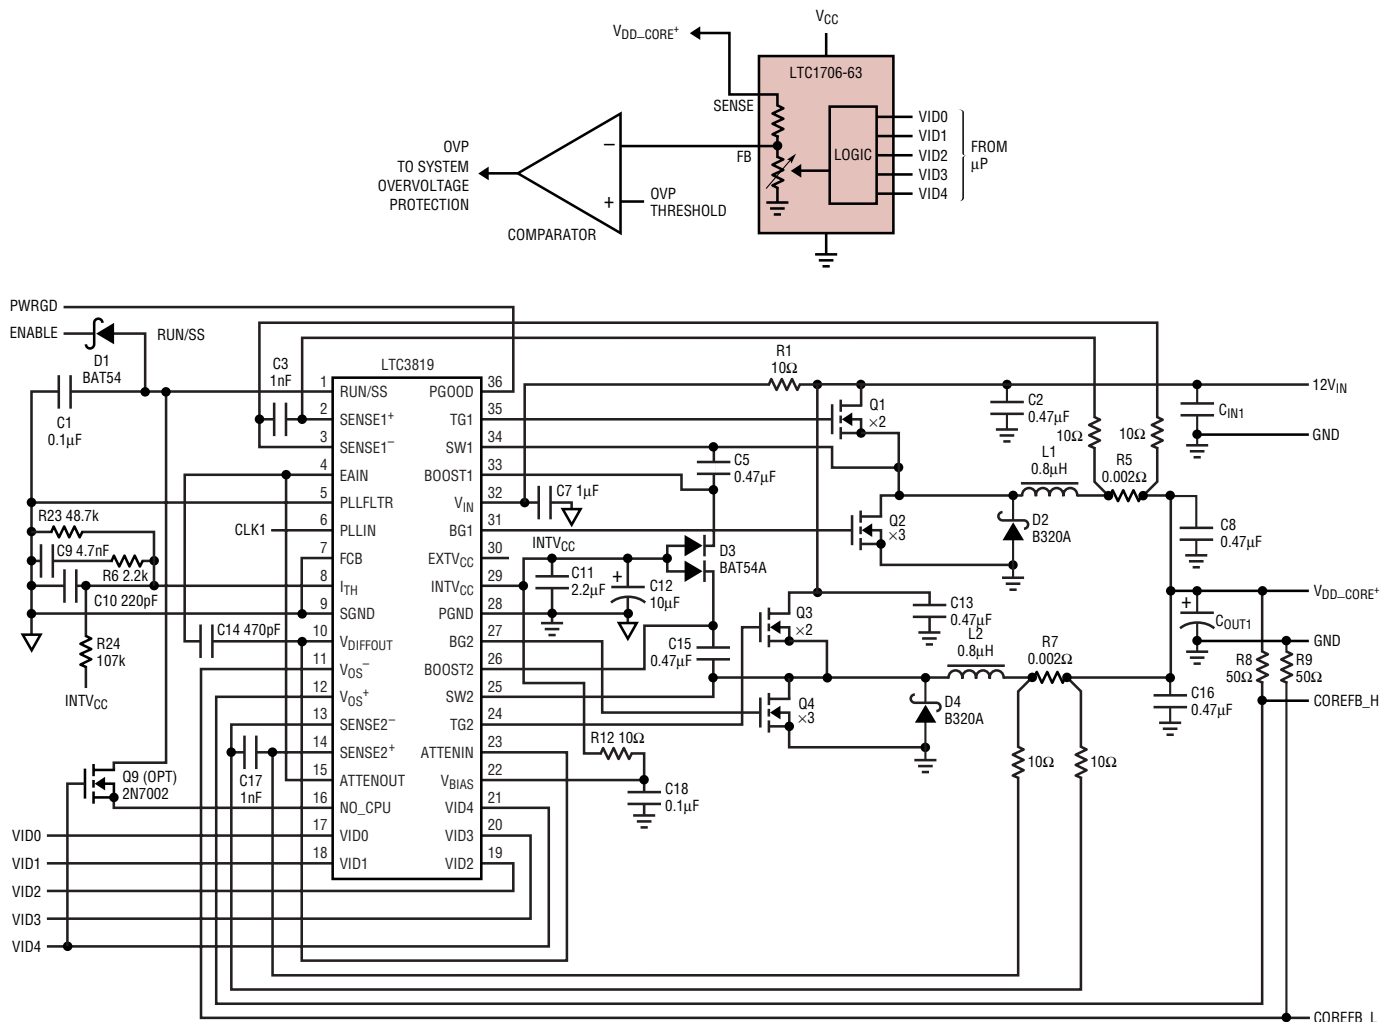 VCC
VDD_CORE+
LTC1706-63
SENSE
VID0
VID1
VID2
VID3
VID4
FROM
µP
LOGIC
FB
OVP
TO SYSTEM
OVERVOLTAGE
PROTECTION
−
+
OVP
THRESHOLD
COMPARATOR
PWRGD
ENABLE
RUN/SS
D1
BAT54
C1
0.1µF
C3
1nF
LTC3819
1 RUN/SS
2 SENSE1+
3 SENSE1−
4 EAIN
5 PLLFLTR
6 PLLIN
7 FCB
8 ITH
9 SGND
10 VDIFFOUT
11 VOS−
12 VOS+
13 SENSE2−
14 SENSE2+
15 ATTENOUT
16 NO_CPU
17 VID0
18 VID1
PGOOD 36
TG1 35
SW1 34
BOOST1 33
VIN 32
BG1 31
EXTVCC 30
INTVCC 29
PGND 28
BG2 27
BOOST2 26
SW2 25
TG2 24
ATTENIN 23
VBIAS 22
VID4 21
VID3 20
VID2 19
R23 48.7k
CLK1
C9 4.7nF
R6 2.2k
C10 220pF
C14 470pF
R24
107k
INTVCC
C17
1nF
Q9 (OPT)
2N7002
VID0
VID1
VID2
VID3
VID4
R1
10Ω
Q1
×2
C2
0.47µF
CIN1
12VIN
GND
10Ω
10Ω
L1
0.8µH
R5
0.002Ω
C5
0.47µF
C7 1µF
Q2
×3
D2
B320A
C8
0.47µF
INTVCC
C11
2.2µF
+
C12
10µF
D3
BAT54A
Q3
×2
C13
0.47µF
L2
0.8µH
R7
0.002Ω
C15
0.47µF
Q4
×3
D4
B320A
C16
0.47µF
VDD_CORE+
+
COUT1
GND
R8
50Ω
R9
50Ω
COREFB_H
R12 10Ω
C18
0.1µF
10Ω
10Ω
COREFB_L